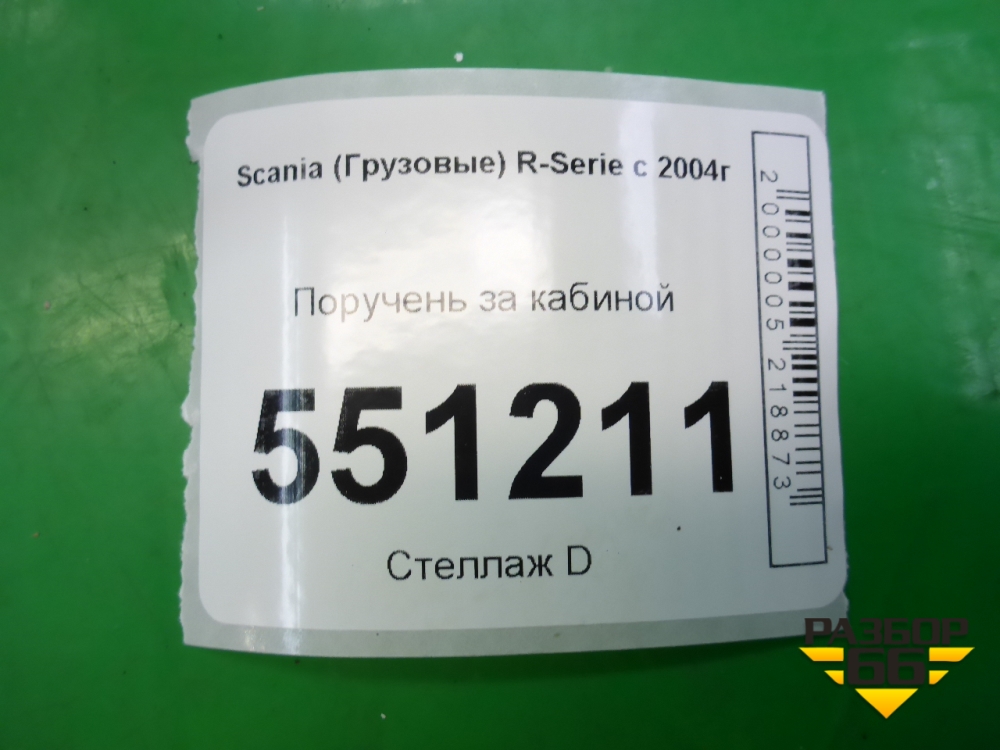 Scania (Грузовые) R-Serie с 2004г
Поручень за кабиной
551211
Стеллаж D
2000005218873
РАЗБОР
66